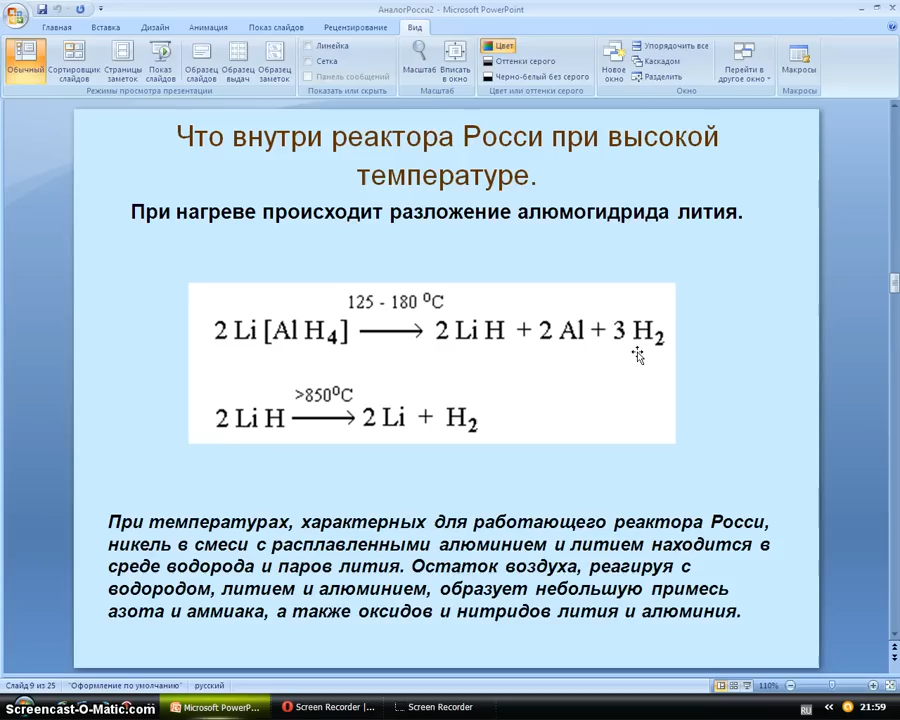 АналогРосси2 - Microsoft PowerPoint
Главная Вставка Дизайн Анимация Показ слайдов Рецензирование Вид
Обычный Сортировщик слайдов Страницы заметок Показ слайдов Образец слайдов Образец выдач Образец заметок
Режимы просмотра презентации
Линейка
Сетка
Панель сообщений
Показать или скрыть
Масштаб Вписать в окно
Масштаб
Цвет
Оттенки серого
Черно-белый без серого
Цвет или оттенки серого
Новое окно
Упорядочить все
Каскадом
Разделить
Перейти в другое окно
Окно
Макросы
Макросы
Что внутри реактора Росси при высокой
температуре.
При нагреве происходит разложение алюмогидрида лития.
125 - 180 ⁰C
2 Li [Al H₄] ⟶ 2 Li H + 2 Al + 3 H₂
>850⁰C
2 Li H ⟶ 2 Li + H₂
При температурах, характерных для работающего реактора Росси,
никель в смеси с расплавленными алюминием и литием находится в
среде водорода и паров лития. Остаток воздуха, реагируя с
водородом, литием и алюминием, образует небольшую примесь
азота и аммиака, а также оксидов и нитридов лития и алюминия.
Слайд 9 из 25 "Оформление по умолчанию" русский 110%
Screencast-O-Matic.com Microsoft PowerP... Screen Recorder |... Screen Recorder RU 21:59